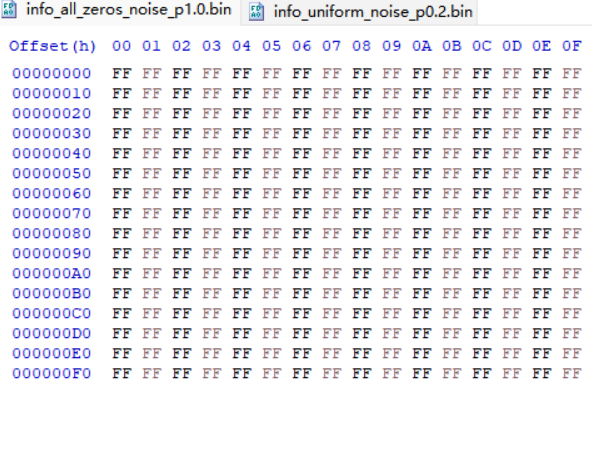 info_all_zeros_noise_p1.0.bin info_uniform_noise_p0.2.bin
Offset(h) 00 01 02 03 04 05 06 07 08 09 0A 0B 0C 0D 0E 0F
00000000 FF FF FF FF FF FF FF FF FF FF FF FF FF FF FF FF
00000010 FF FF FF FF FF FF FF FF FF FF FF FF FF FF FF FF
00000020 FF FF FF FF FF FF FF FF FF FF FF FF FF FF FF FF
00000030 FF FF FF FF FF FF FF FF FF FF FF FF FF FF FF FF
00000040 FF FF FF FF FF FF FF FF FF FF FF FF FF FF FF FF
00000050 FF FF FF FF FF FF FF FF FF FF FF FF FF FF FF FF
00000060 FF FF FF FF FF FF FF FF FF FF FF FF FF FF FF FF
00000070 FF FF FF FF FF FF FF FF FF FF FF FF FF FF FF FF
00000080 FF FF FF FF FF FF FF FF FF FF FF FF FF FF FF FF
00000090 FF FF FF FF FF FF FF FF FF FF FF FF FF FF FF FF
000000A0 FF FF FF FF FF FF FF FF FF FF FF FF FF FF FF FF
000000B0 FF FF FF FF FF FF FF FF FF FF FF FF FF FF FF FF
000000C0 FF FF FF FF FF FF FF FF FF FF FF FF FF FF FF FF
000000D0 FF FF FF FF FF FF FF FF FF FF FF FF FF FF FF FF
000000E0 FF FF FF FF FF FF FF FF FF FF FF FF FF FF FF FF
000000F0 FF FF FF FF FF FF FF FF FF FF FF FF FF FF FF FF